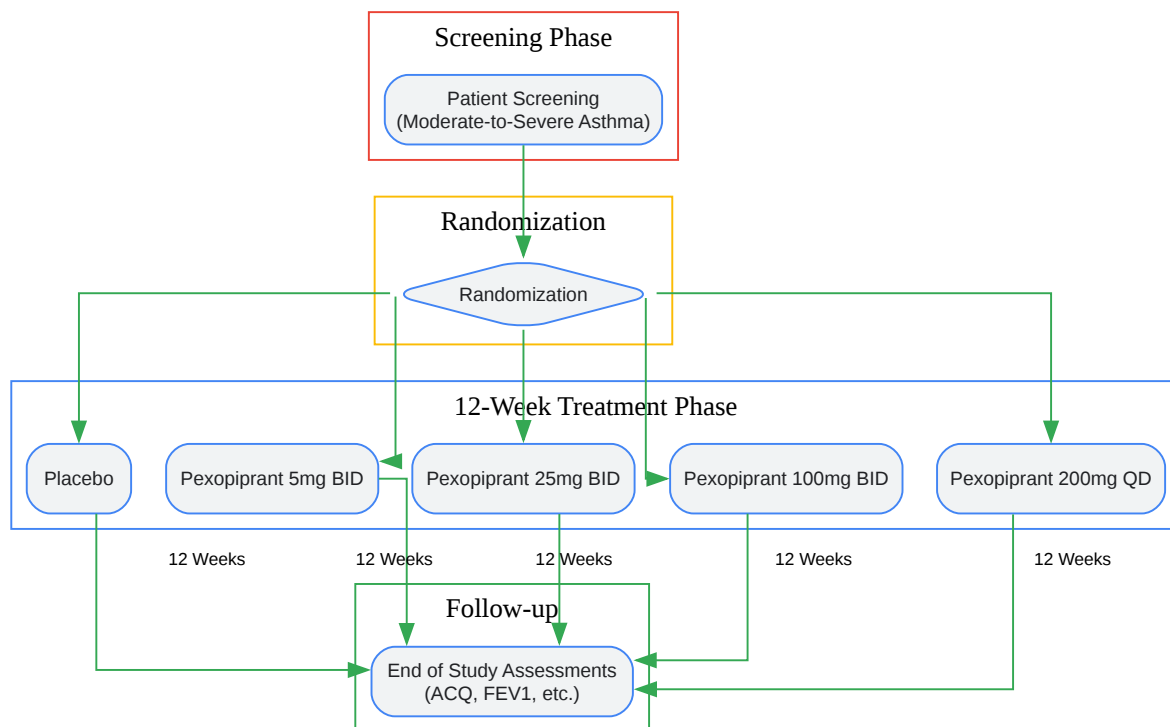 Screening Phase
Patient Screening
(Moderate-to-Severe Asthma)
Randomization
Randomization
12-Week Treatment Phase
Placebo
Pexopiprant 5mg BID
Pexopiprant 25mg BID
Pexopiprant 100mg BID
Pexopiprant 200mg QD
12 Weeks
12 Weeks
12 Weeks
12 Weeks
12 Weeks
Follow-up
End of Study Assessments
(ACQ, FEV1, etc.)